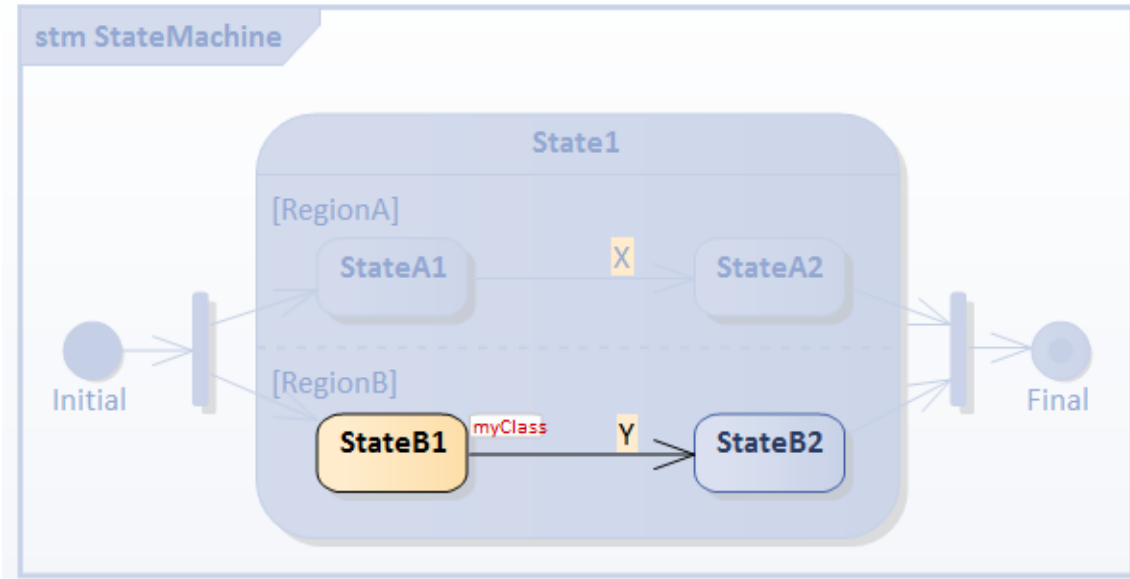 stm StateMachine
State1
[RegionA]
StateA1
X
StateA2
Initial
[RegionB]
Final
StateB1
myClass
Y
StateB2